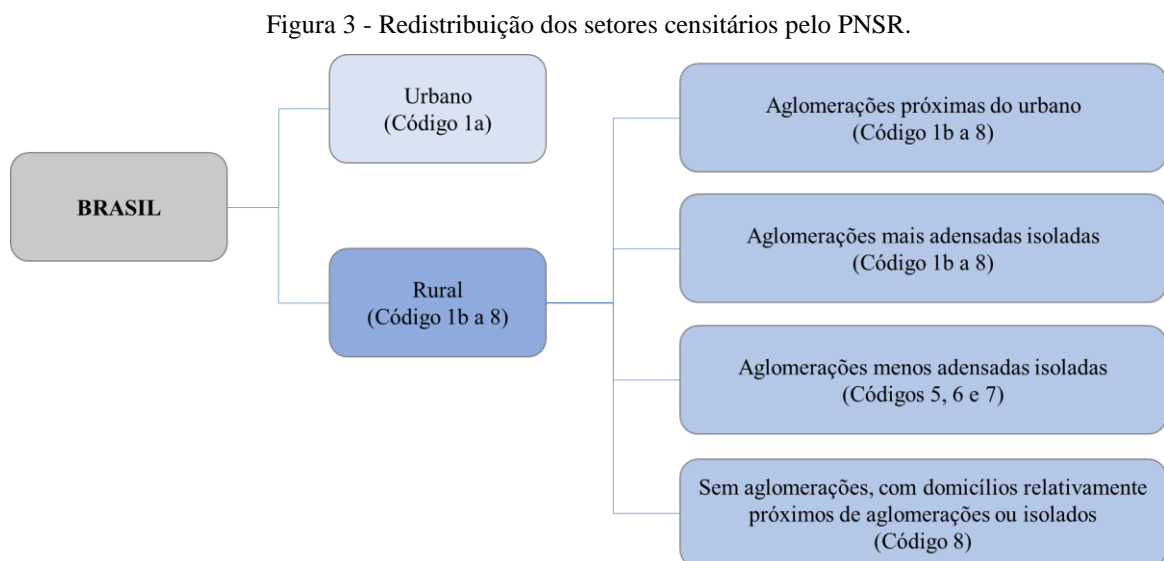 Figura 3 - Redistribuição dos setores censitários pelo PNSR.
BRASIL
Urbano
(Código 1a)
Rural
(Código 1b a 8)
Aglomerações próximas do urbano
(Código 1b a 8)
Aglomerações mais adensadas isoladas
(Código 1b a 8)
Aglomerações menos adensadas isoladas
(Códigos 5, 6 e 7)
Sem aglomerações, com domicílios relativamente
próximos de aglomerações ou isolados
(Código 8)